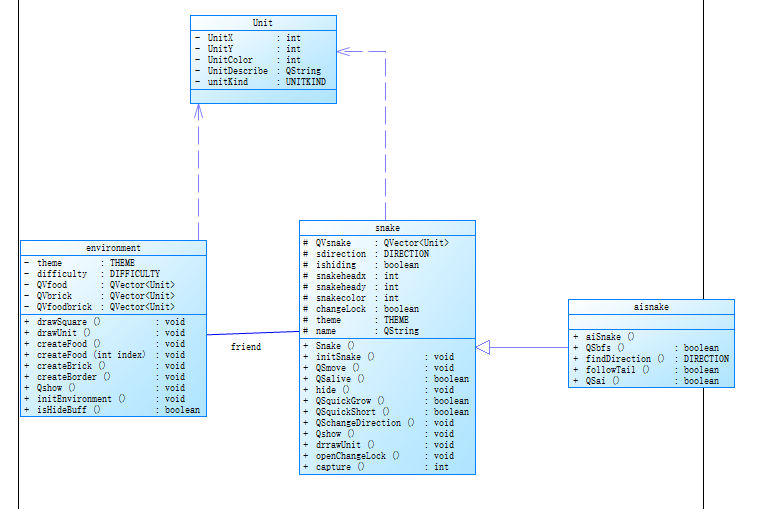 Unit
- UnitX : int
- UnitY : int
- UnitColor : int
- UnitDescribe : QString
- unitKind : UNITKIND
environment
- theme : THEME
- difficulty : DIFFICULTY
- QVfood : QVector<Unit>
- QVbrick : QVector<Unit>
- QVfoodbrick : QVector<Unit>
+ drawSquare () : void
+ drawUnit () : void
+ createFood () : void
+ createFood (int index) : void
+ createBrick () : void
+ createBorder () : void
+ Qshow () : void
+ initEnvironment () : void
+ isHideBuff () : boolean
friend
snake
# QVsnake : QVector<Unit>
# sdirection : DIRECTION
# ishiding : boolean
# snakeheadx : int
# snakeheady : int
# snakecolor : int
# changeLock : boolean
# theme : THEME
# name : QString
+ Snake ()
+ initSnake () : void
+ QSmove () : void
+ QSalive () : boolean
+ hide () : void
+ QSquickGrow () : boolean
+ QSquickShort () : boolean
+ QSchangeDirection () : void
+ Qshow () : void
+ drrawUnit () : void
+ openChangeLock () : void
+ capture () : int
aisnake
+ aiSnake ()
+ QSbfs () : boolean
+ findDirection () : DIRECTION
+ followTail () : boolean
+ QSai () : boolean